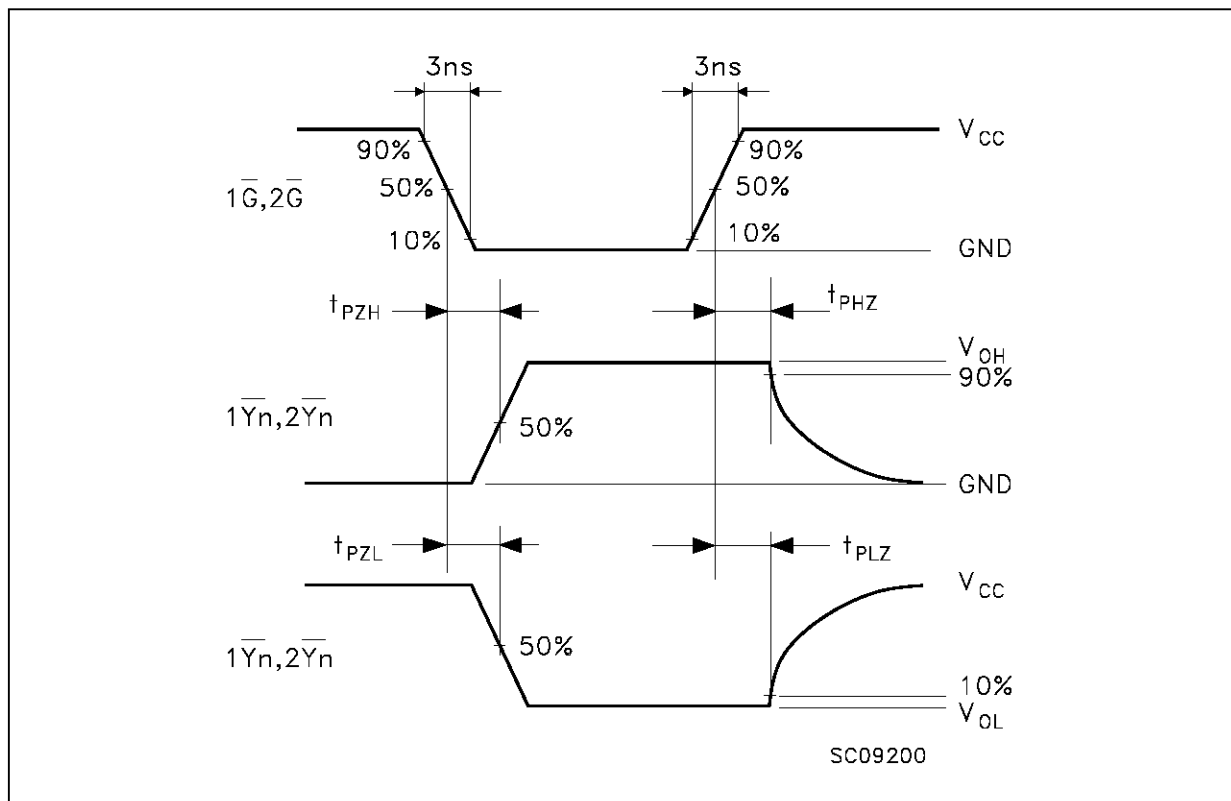 3ns
3ns
V_CC
90%
90%
1G̅,2G̅
50%
50%
10%
10%
GND
t_PZH
t_PHZ
V_OH
90%
1Y̅n̅,2Y̅n̅
50%
GND
t_PZL
t_PLZ
V_CC
1Y̅n̅,2Y̅n̅
50%
10%
V_OL
SC09200